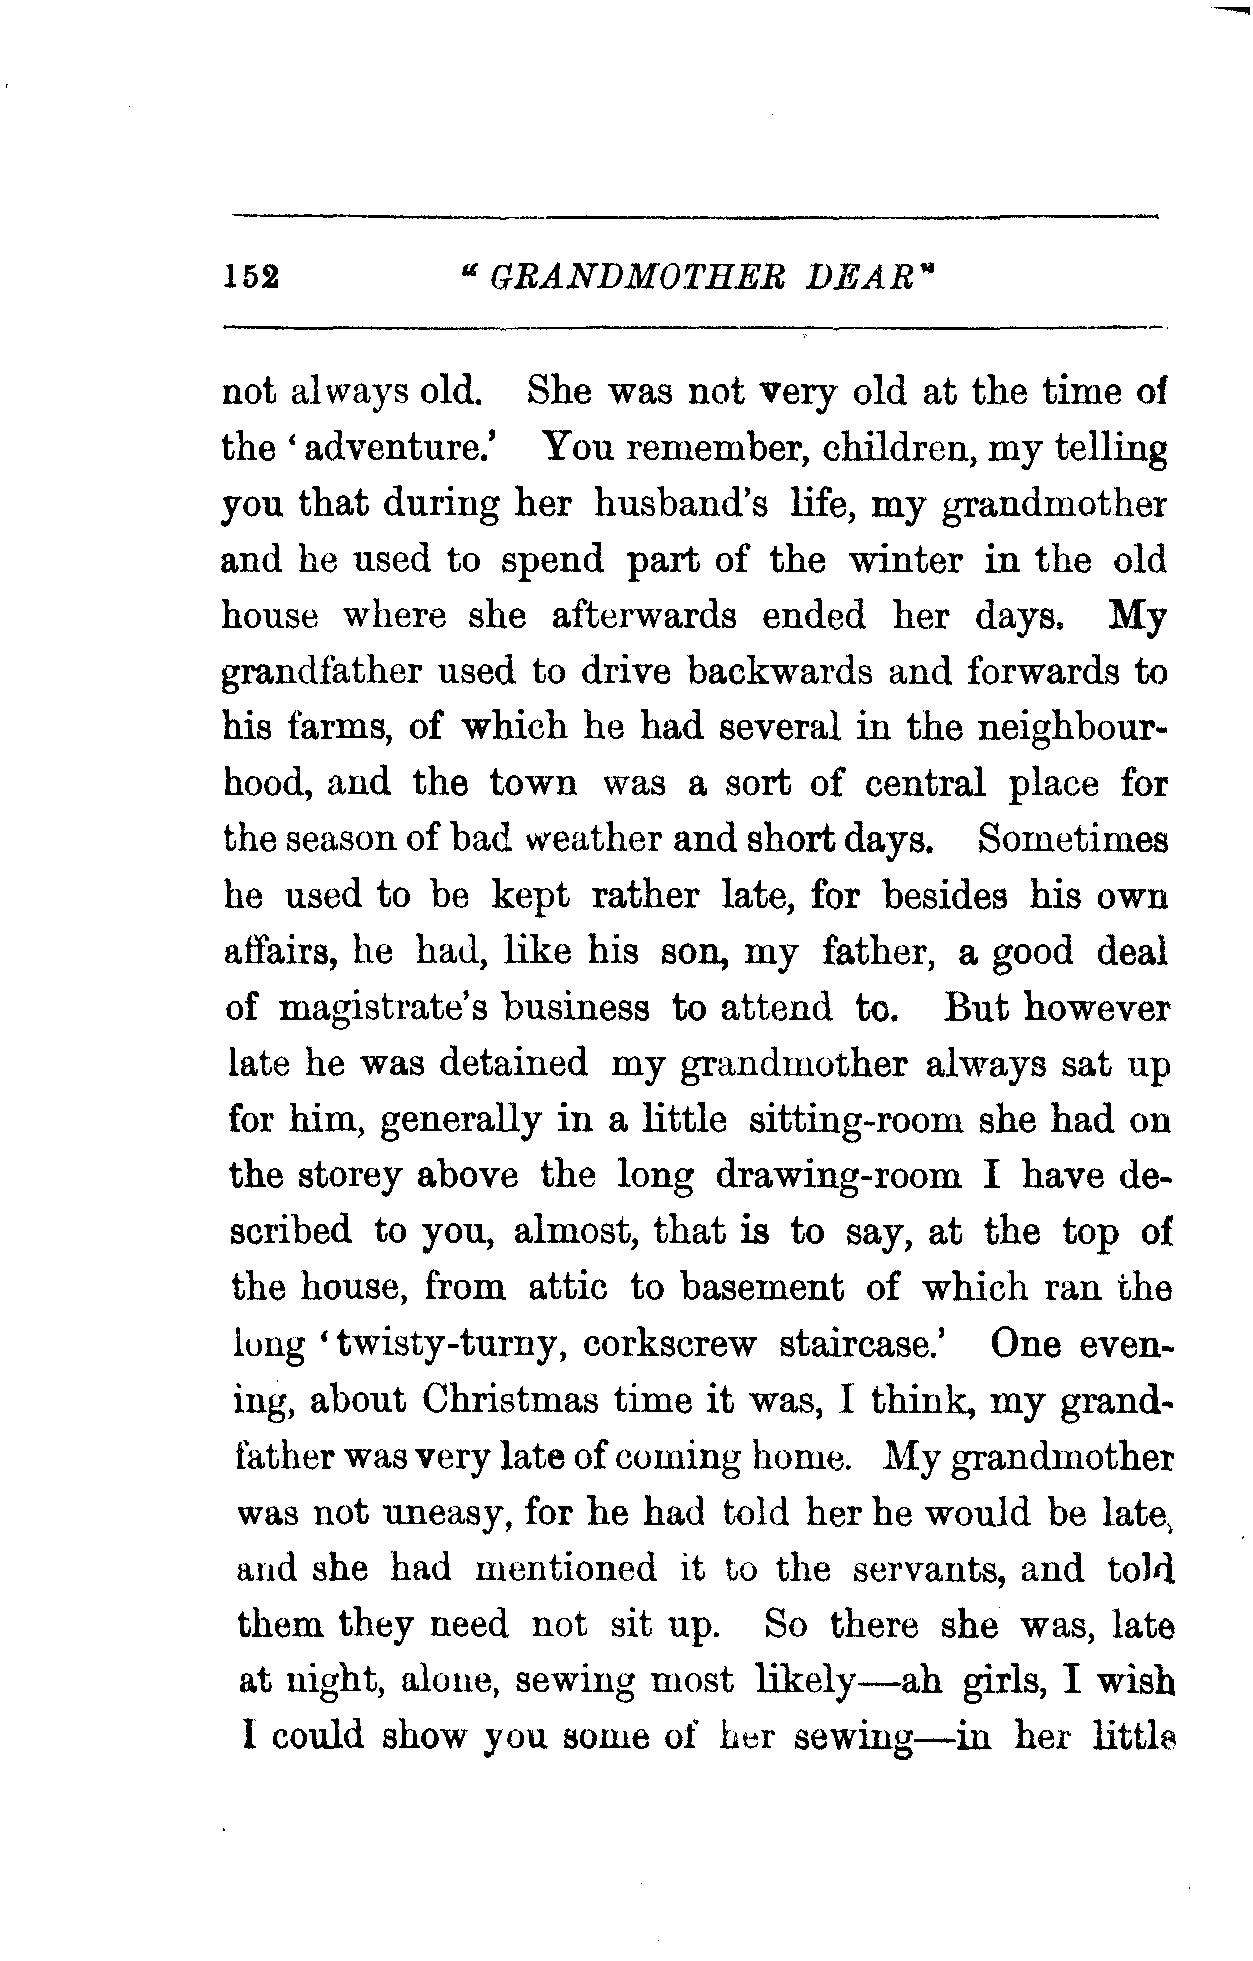 152 " GRANDMOTHER DEAR"
not always old. She was not very old at the time of
the ‘adventure.’ You remember, children, my telling
you that during her husband's life, my grandmother
and he used to spend part of the winter in the old
house where she afterwards ended her days. My
grandfather used to drive backwards and forwards to
his farms, of which he had several in the neighbour-
hood, and the town was a sort of central place for
the season of bad weather and short days. Sometimes
he used to be kept rather late, for besides his own
affairs, he had, like his son, my father, a good deal
of magistrate's business to attend to. But however
late he was detained my grandmother always sat up
for him, generally in a little sitting-room she had on
the storey above the long drawing-room I have de-
scribed to you, almost, that is to say, at the top of
the house, from attic to basement of which ran the
long ‘twisty-turny, corkscrew staircase.’ One even-
ing, about Christmas time it was, I think, my grand-
father was very late of coming home. My grandmother
was not uneasy, for he had told her he would be late,
and she had mentioned it to the servants, and told
them they need not sit up. So there she was, late
at night, alone, sewing most likely—ah girls, I wish
I could show you some of her sewing—in her little